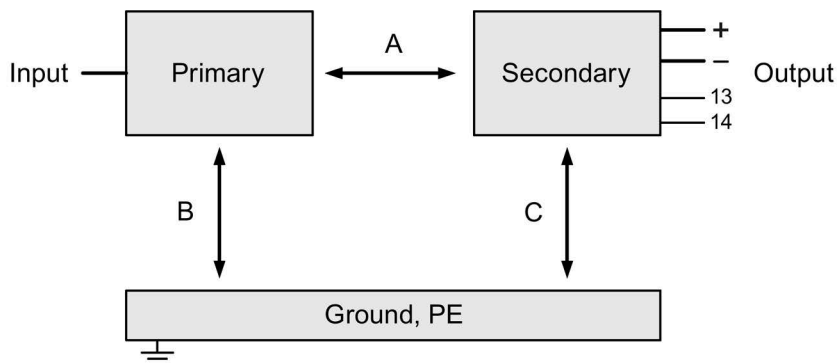 A
+
Input
Primary
Secondary
–
Output
13
14
B
C
Ground, PE